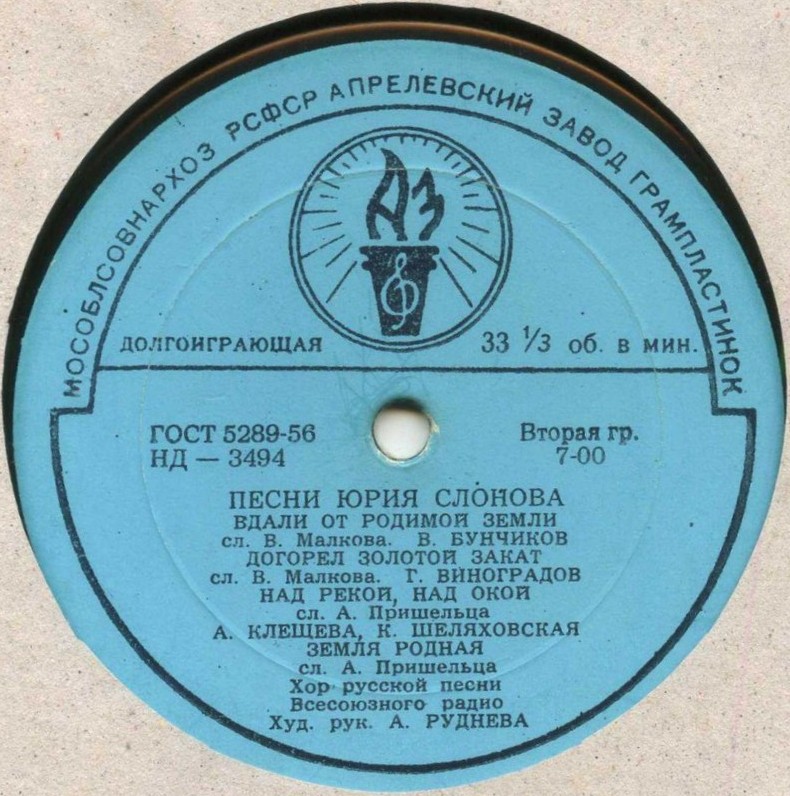 МОСОБЛСОВНАРХОЗ РСФСР АПРЕЛЕВСКИЙ ЗАВОД ГРАМПЛАСТИНОК
АЗ
ДОЛГОИГРАЮЩАЯ 33 1/3 об. в мин.
ГОСТ 5289-56 Вторая гр.
НД — 3494 7-00
ПЕСНИ ЮРИЯ СЛОНОВА
ВДАЛИ ОТ РОДИМОЙ ЗЕМЛИ
сл. В. Малкова. В. БУНЧИКОВ
ДОГОРЕЛ ЗОЛОТОЙ ЗАКАТ
сл. В. Малкова. Г. ВИНОГРАДОВ
НАД РЕКОЙ, НАД ОКОЙ
сл. А. Пришельца
А. КЛЕЩЕВА, К. ШЕЛЯХОВСКАЯ
ЗЕМЛЯ РОДНАЯ
сл. А. Пришельца
Хор русской песни
Всесоюзного радио
Худ. рук. А. РУДНЕВА